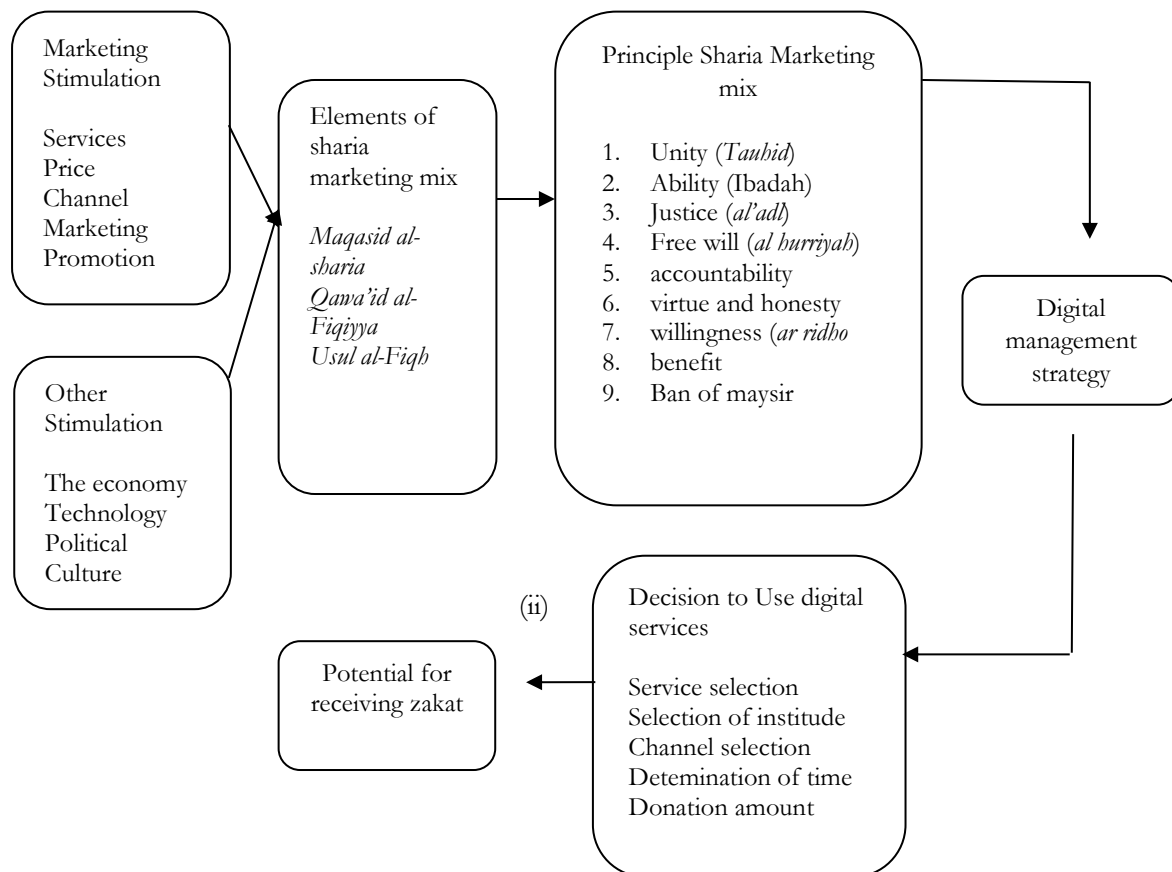 Marketing
Stimulation
Services
Price
Channel
Marketing
Promotion
Other
Stimulation
The economy
Technology
Political
Culture
Elements of
sharia
marketing mix
Maqasid al-
sharia
Qawa'id al-
Fiqiyya
Usul al-Fiqh
Principle Sharia Marketing
mix
1. Unity (Tauhid)
2. Ability (Ibadah)
3. Justice (al'adl)
4. Free will (al hurriyah)
5. accountability
6. virtue and honesty
7. willingness (ar ridho
8. benefit
9. Ban of maysir
Digital
management
strategy
Decision to Use digital
services
Service selection
Selection of institude
Channel selection
Detemination of time
Donation amount
(ii)
Potential for
receiving zakat